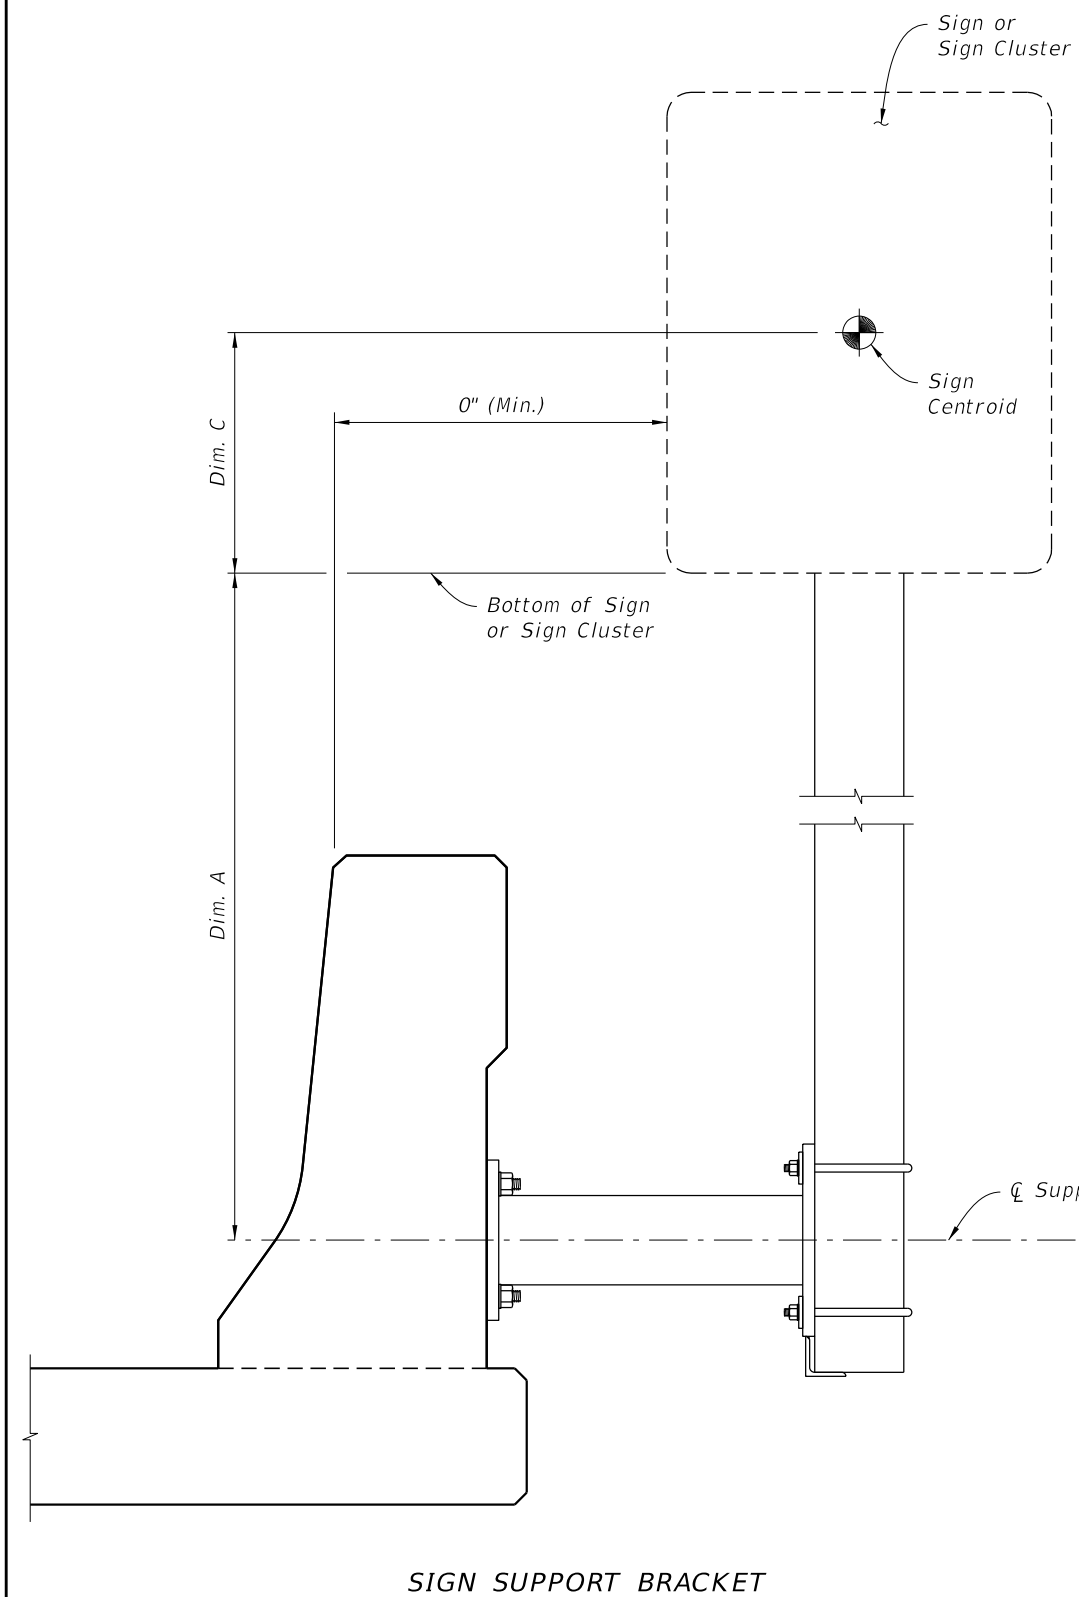 Sign or
Sign Cluster
Sign
Centroid
0" (Min.)
Dim. C
Bottom of Sign
or Sign Cluster
Dim. A
℄
SIGN SUPPORT BRACKET